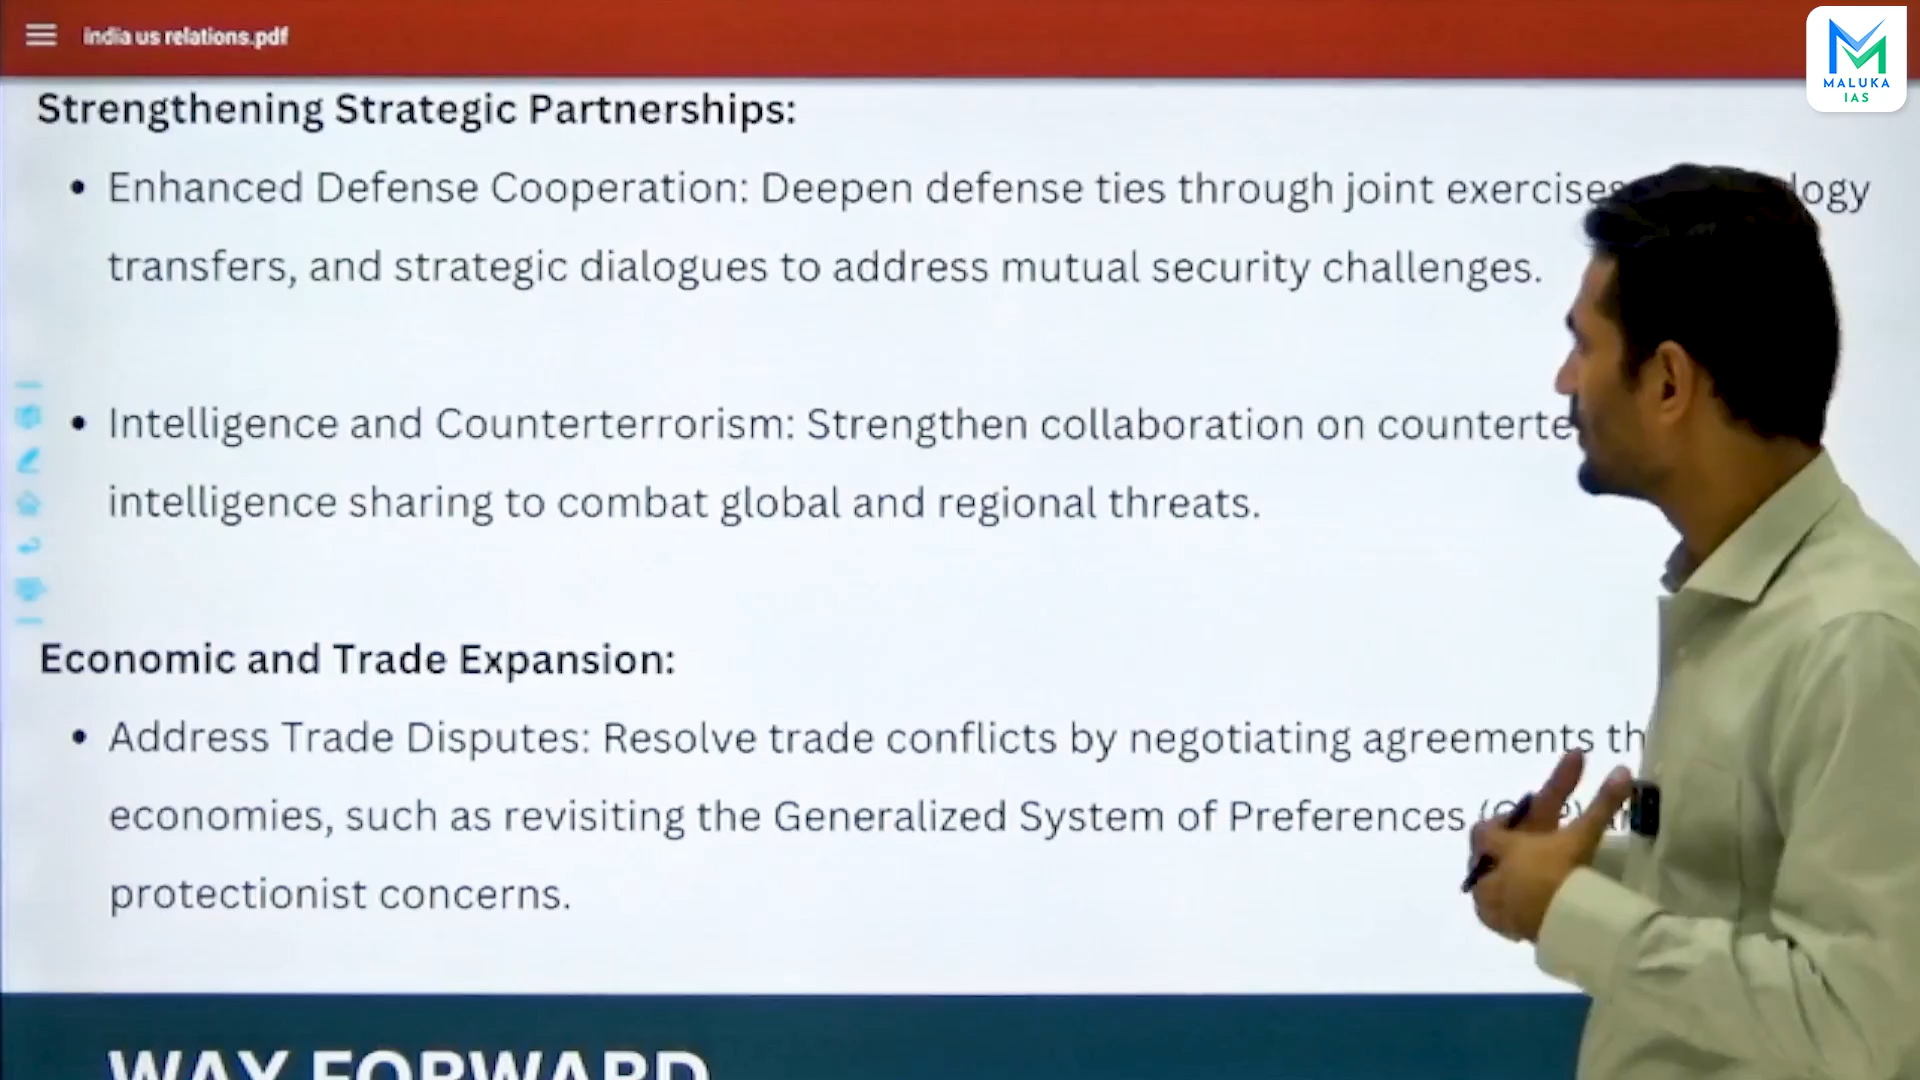 india us relations.pdf
MALUKA
IAS
Strengthening Strategic Partnerships:
• Enhanced Defense Cooperation: Deepen defense ties through joint exercises
transfers, and strategic dialogues to address mutual security challenges.
• Intelligence and Counterterrorism: Strengthen collaboration on
intelligence sharing to combat global and regional threats.
Economic and Trade Expansion:
• Address Trade Disputes: Resolve trade conflicts by negotiating agreements
economies, such as revisiting the Generalized System of Preferences
protectionist concerns.
WAY FORWARD